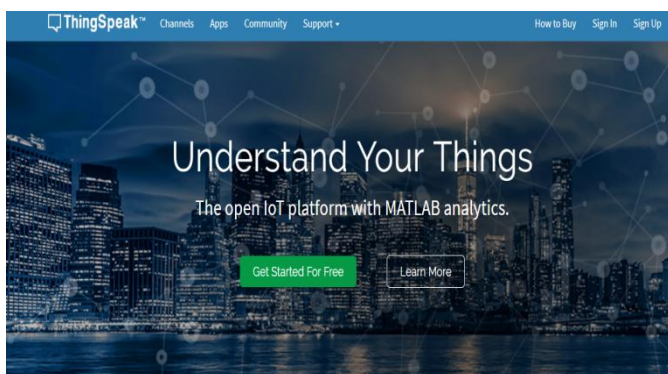 ThingSpeak™ Channels Apps Community Support How to Buy Sign In Sign Up
Understand Your Things
The open IoT platform with MATLAB analytics.
Get Started For Free Learn More